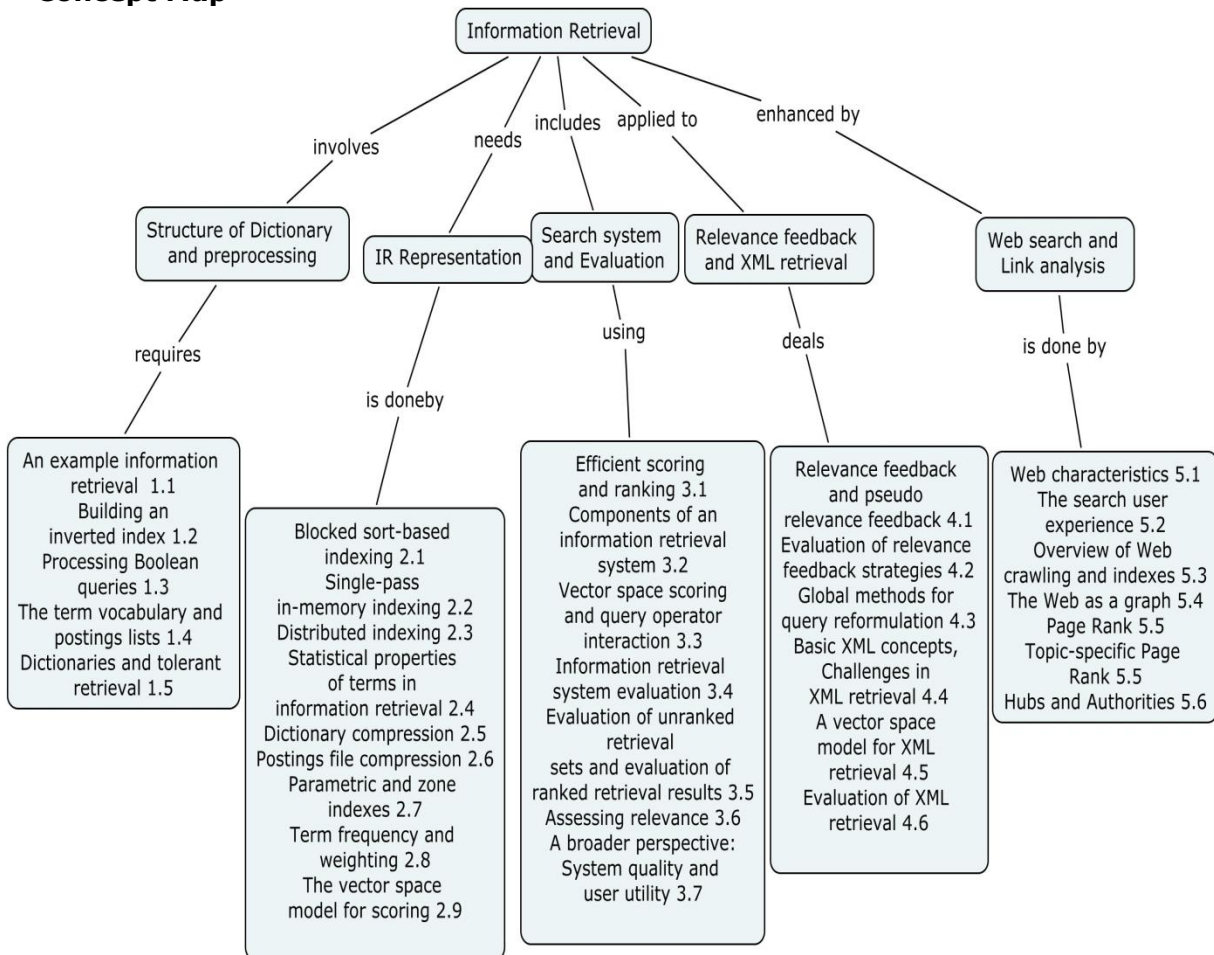 Concept Map
Information Retrieval
involves
needs
includes
applied to
enhanced by
Structure of Dictionary
and preprocessing
IR Representation
Search system
and Evaluation
Relevance feedback
and XML retrieval
Web search and
Link analysis
requires
is doneby
using
deals
is done by
An example information
retrieval 1.1
Building an
inverted index 1.2
Processing Boolean
queries 1.3
The term vocabulary and
postings lists 1.4
Dictionaries and tolerant
retrieval 1.5
Blocked sort-based
indexing 2.1
Single-pass
in-memory indexing 2.2
Distributed indexing 2.3
Statistical properties
of terms in
information retrieval 2.4
Dictionary compression 2.5
Postings file compression 2.6
Parametric and zone
indexes 2.7
Term frequency and
weighting 2.8
The vector space
model for scoring 2.9
Efficient scoring
and ranking 3.1
Components of an
information retrieval
system 3.2
Vector space scoring
and query operator
interaction 3.3
Information retrieval
system evaluation 3.4
Evaluation of unranked
retrieval
sets and evaluation of
ranked retrieval results 3.5
Assessing relevance 3.6
A broader perspective:
System quality and
user utility 3.7
Relevance feedback
and pseudo
relevance feedback 4.1
Evaluation of relevance
feedback strategies 4.2
Global methods for
query reformulation 4.3
Basic XML concepts,
Challenges in
XML retrieval 4.4
A vector space
model for XML
retrieval 4.5
Evaluation of XML
retrieval 4.6
Web characteristics 5.1
The search user
experience 5.2
Overview of Web
crawling and indexes 5.3
The Web as a graph 5.4
Page Rank 5.5
Topic-specific Page
Rank 5.5
Hubs and Authorities 5.6